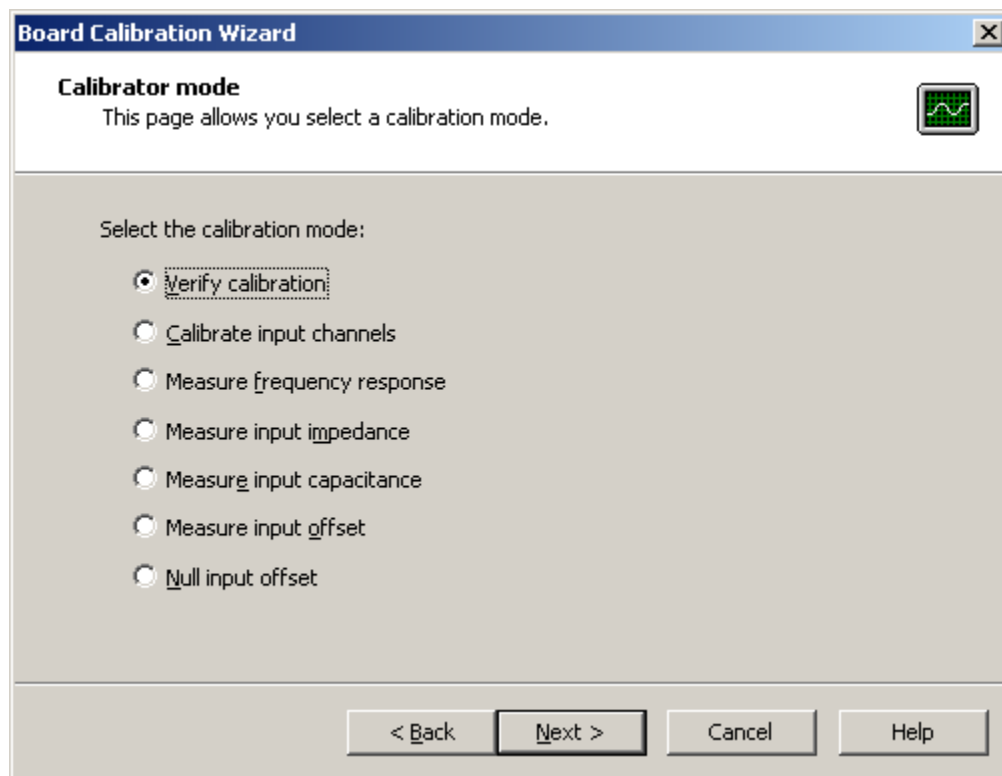 Board Calibration Wizard
Calibrator mode
This page allows you select a calibration mode.
Select the calibration mode:
Verify calibration
Calibrate input channels
Measure frequency response
Measure input impedance
Measure input capacitance
Measure input offset
Null input offset
< Back Next > Cancel Help